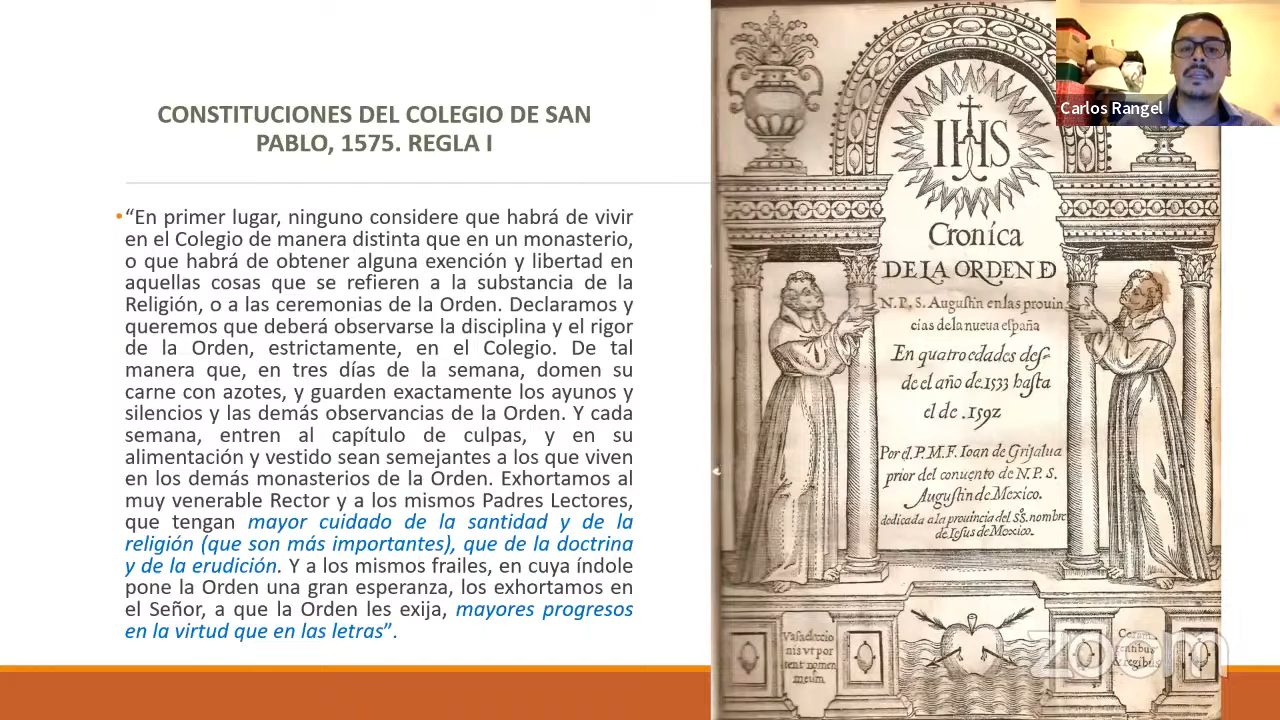 CONSTITUCIONES DEL COLEGIO DE SAN
PABLO, 1575. REGLA I
•“En primer lugar, ninguno considere que habrá de vivir
en el Colegio de manera distinta que en un monasterio,
o que habrá de obtener alguna exención y libertad en
aquellas cosas que se refieren a la substancia de la
Religión, o a las ceremonias de la Orden. Declaramos y
queremos que deberá observarse la disciplina y el rigor
de la Orden, estrictamente, en el Colegio. De tal
manera que, en tres días de la semana, domen su
carne con azotes, y guarden exactamente los ayunos y
silencios y las demás observancias de la Orden. Y cada
semana, entren al capítulo de culpas, y en su
alimentación y vestido sean semejantes a los que viven
en los demás monasterios de la Orden. Exhortamos al
muy venerable Rector y a los mismos Padres Lectores,
que tengan mayor cuidado de la santidad y de la
religión (que son más importantes), que de la doctrina
y de la erudición. Y a los mismos frailes, en cuya índole
pone la Orden una gran esperanza, los exhortamos en
el Señor, a que la Orden les exija, mayores progresos
en la virtud que en las letras”.
Carlos Rangel
IHS
Cronica
DE LA ORDEN D
N.P.S. Auguſtin en las prouin
cias de la nueua eſpaña
En quatro edades deſ-
de el año de.1533 haſta
el de .1592
Por el.P.M.F. Ioan de Grijalua
prior del conuento de N.P.S.
Auguſtin de Mexico.
dedicada a la prouincia del SS. nombre
de Ieſus de Mexico.
Vas electio
nis vt por
tent nomen
meum.
Coram
gentibus
& regibus
zoom